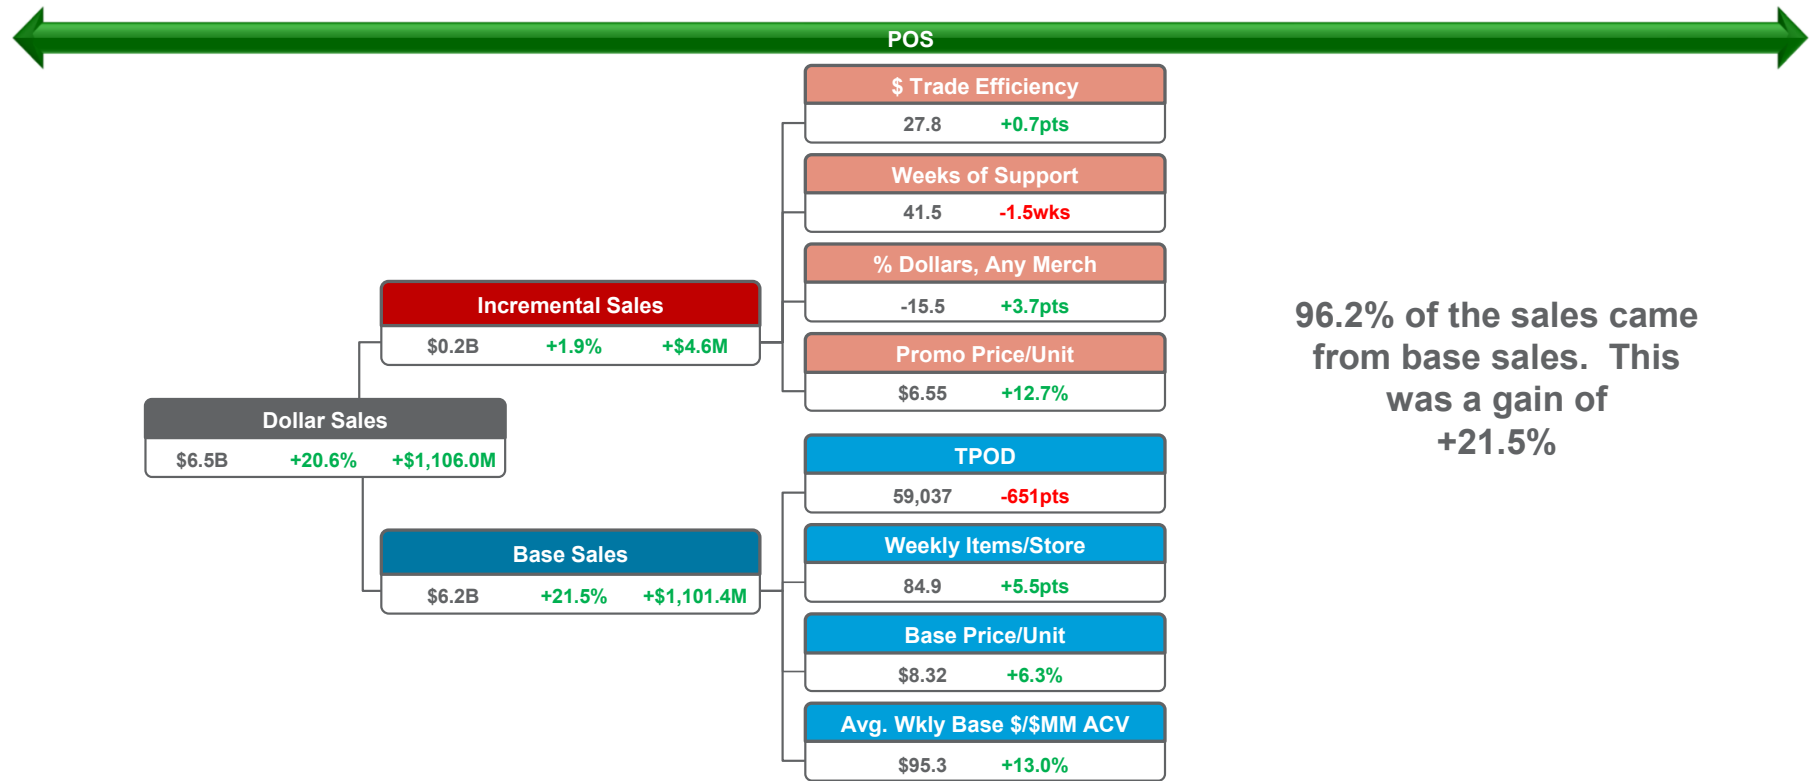 POS
$ Trade Efficiency
27.8 +0.7pts
Weeks of Support
41.5 -1.5wks
% Dollars, Any Merch
-15.5 +3.7pts
Promo Price/Unit
$6.55 +12.7%
Incremental Sales
$0.2B +1.9% +$4.6M
Dollar Sales
$6.5B +20.6% +$1,106.0M
Base Sales
$6.2B +21.5% +$1,101.4M
TPOD
59,037 -651pts
Weekly Items/Store
84.9 +5.5pts
Base Price/Unit
$8.32 +6.3%
Avg. Wkly Base $/$MM ACV
$95.3 +13.0%
96.2% of the sales came
from base sales.  This
was a gain of
+21.5%